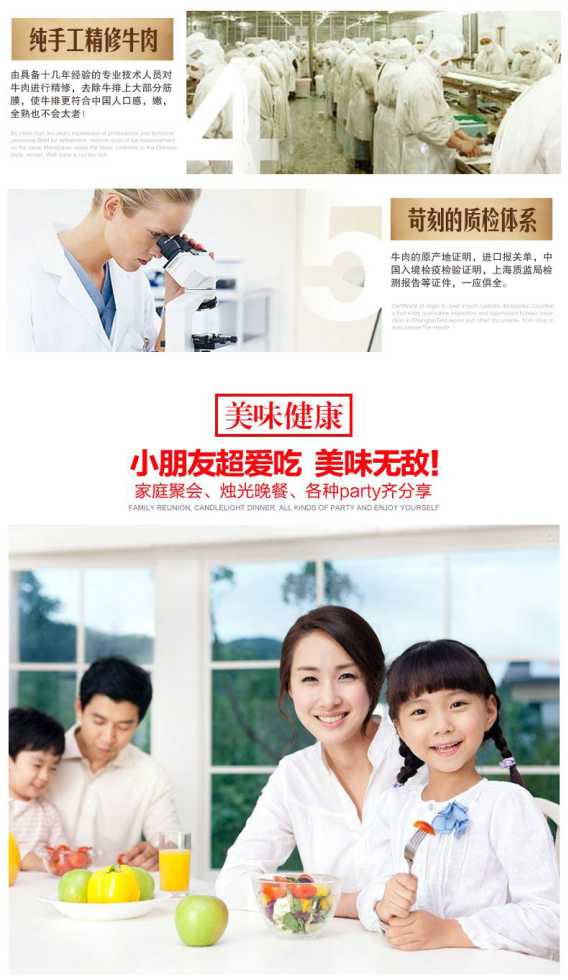 纯手工精修牛肉
由具备十几年经验的专业技术人员对
牛肉进行精修，去除牛排上大部分筋
膜，使牛排更符合中国人口感，嫩，
全熟也不会太老！
4
5
苛刻的质检体系
牛肉的原产地证明，进口报关单，中
国入境检疫检验证明，上海质监局检
测报告等证件，一应俱全。
美味健康
小朋友超爱吃 美味无敌!
家庭聚会、烛光晚餐、各种party齐分享
FAMILY REUNION, CANDLELIGHT DINNER, ALL KINDS OF PARTY AND ENJOY YOURSELF